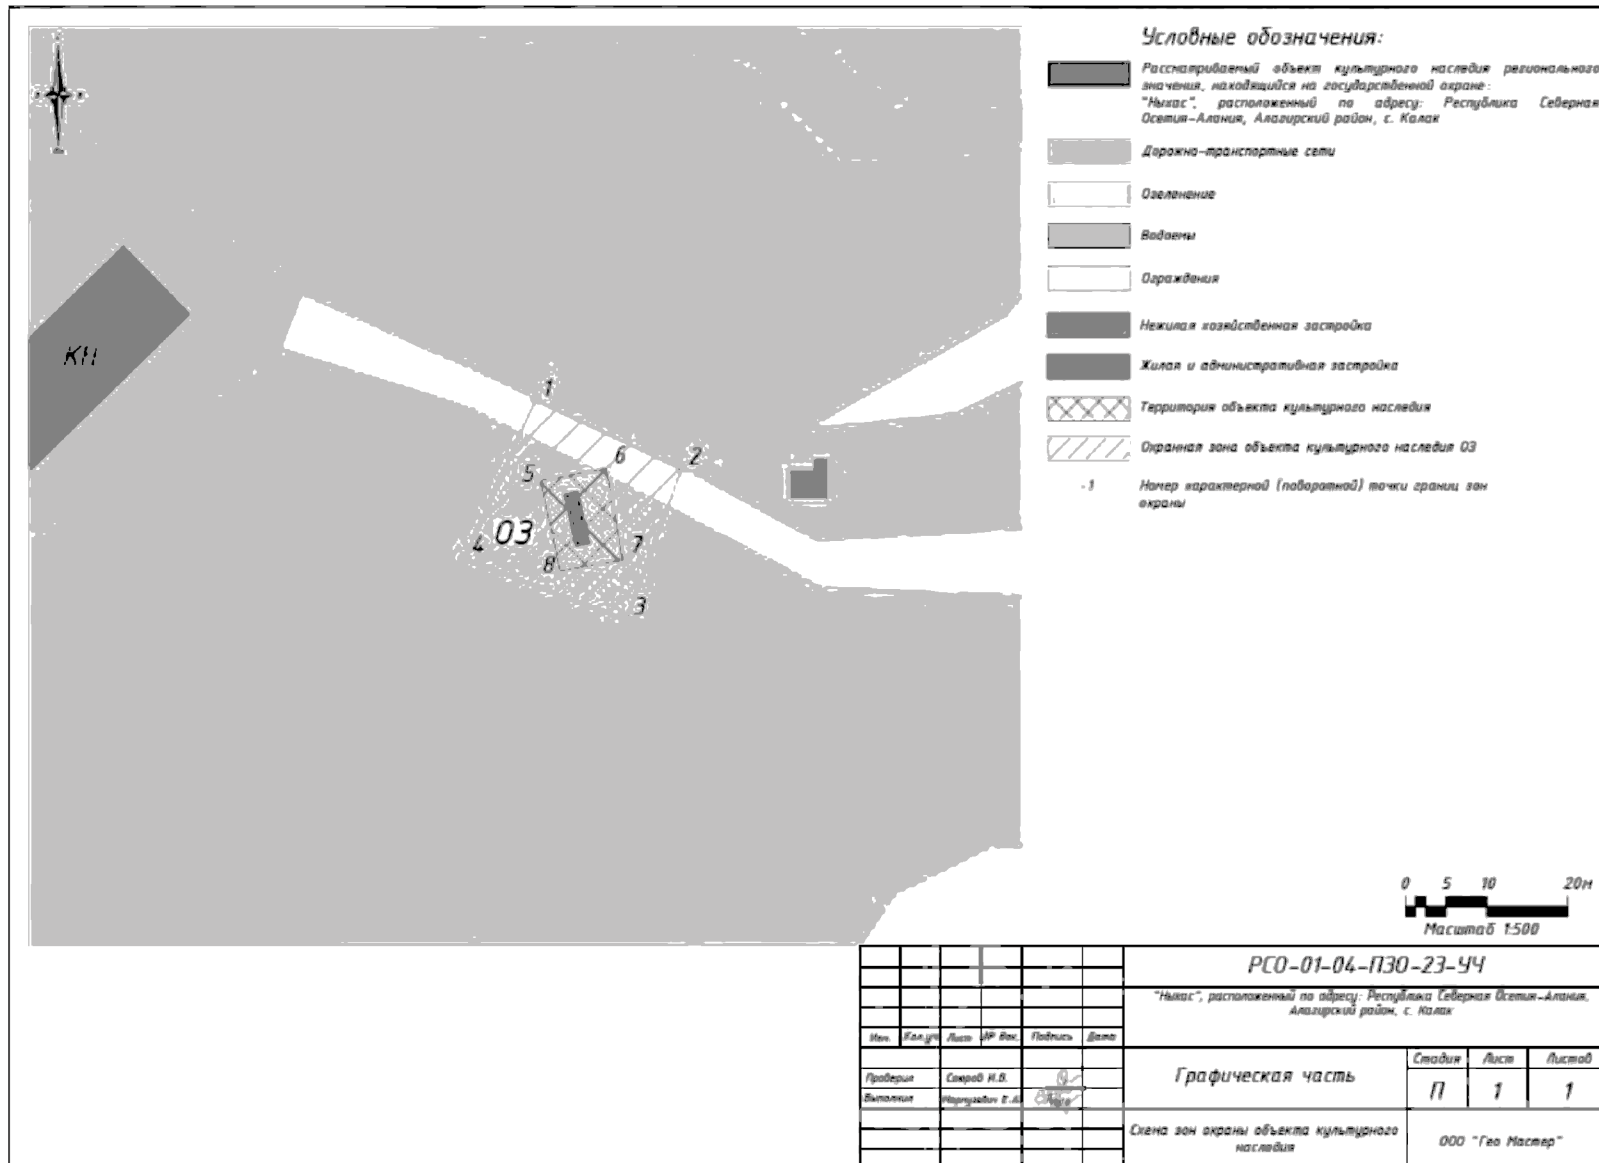 Условные обозначения:
Рассматриваемый объект культурного наследия регионального
значения, находящийся на государственной охране:
"Ныхас", расположенный по адресу: Республика Северная
Осетия-Алания, Алагирский район, с. Калак
Дорожно-транспортные сети
Озеленение
Водоемы
Ограждения
Нежилая хозяйственная застройка
Жилая и административная застройка
Территория объекта культурного наследия
Охранная зона объекта культурного наследия ОЗ
-1 Номер характерной (поворотной) точки границ зон
охраны
КН
1
2
6
5
ОЗ
4
7
8
3
0 5 10 20м
Масштаб 1:500
РСО-01-04-ПЗО-23-УЧ
"Ныхас", расположенный по адресу: Республика Северная Осетия-Алания,
Алагирский район, с. Калак
Изм. Кол.уч Лист № док. Подпись Дата
Графическая часть
Стадия Лист Листов
П 1 1
Проверил
Выполнил
Схема зон охраны объекта культурного
наследия
ООО "Гео Мастер"